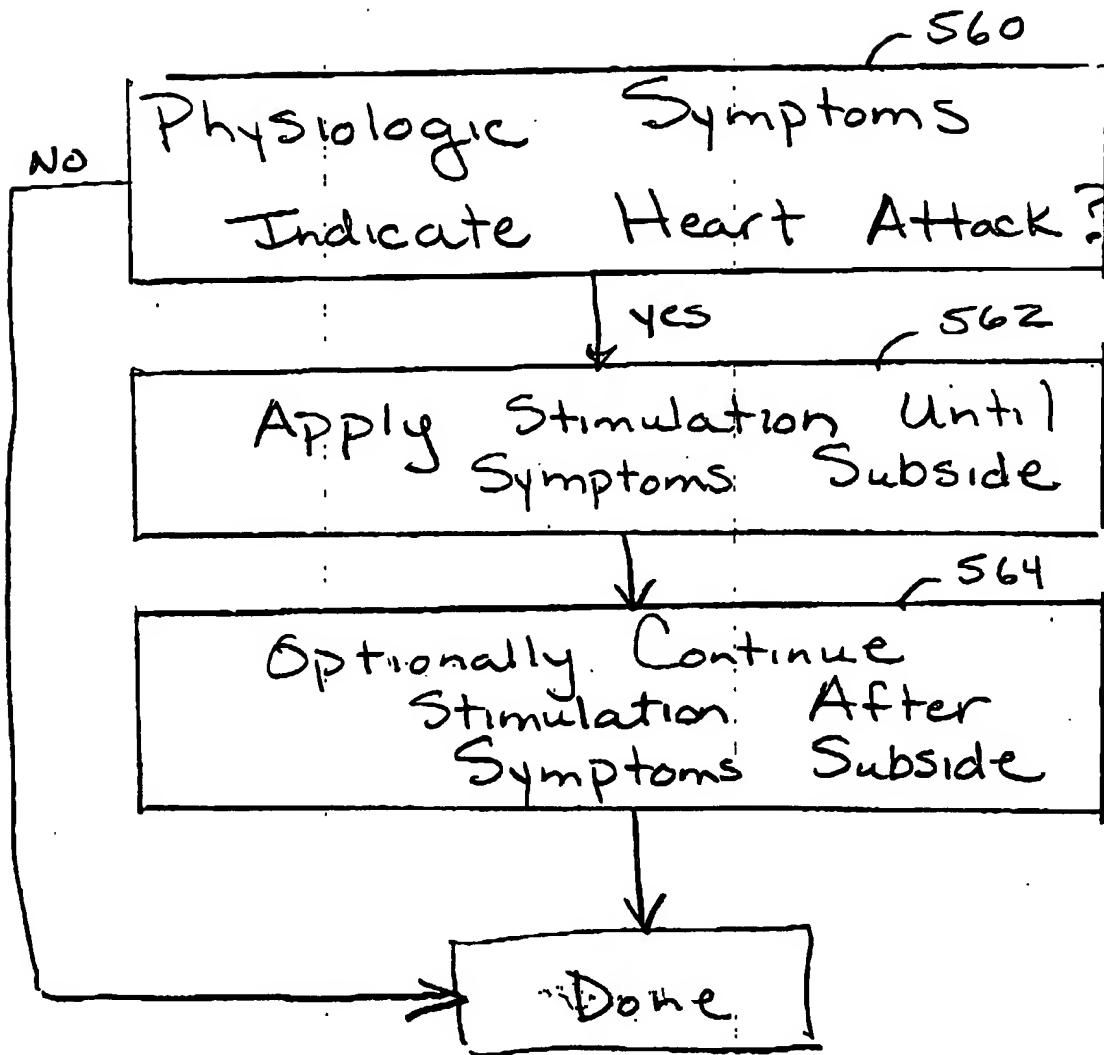 560
Physiologic Symptoms
NO
Indicate Heart Attack?
yes
562
Apply Stimulation Until
Symptoms Subside
564
Optionally Continue
Stimulation After
Symptoms Subside
Done